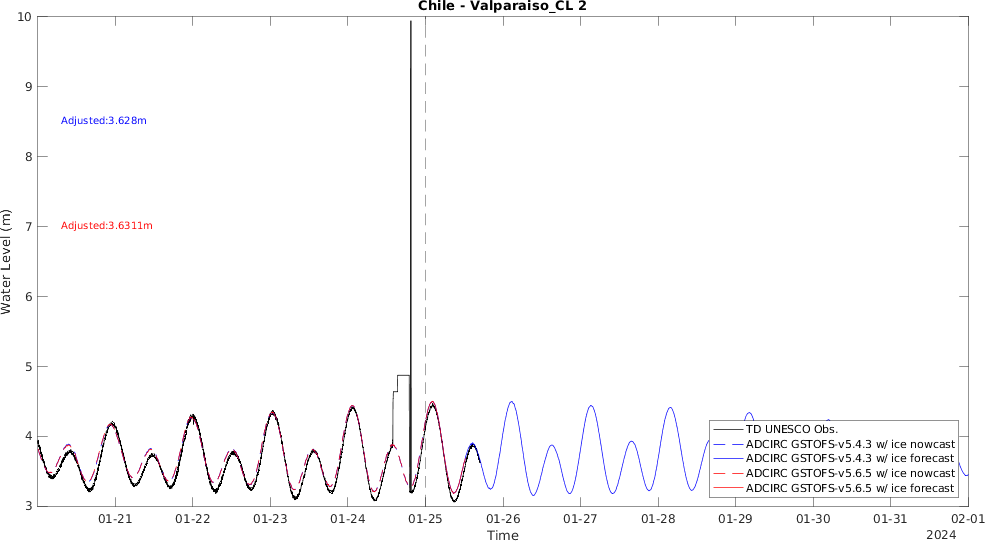 Chile - Valparaiso_CL 2
10
9
8
7
6
5
4
3
Water Level (m)
Adjusted:3.628m
Adjusted:3.6311m
TD UNESCO Obs.
ADCIRC GSTOFS-v5.4.3 w/ ice nowcast
ADCIRC GSTOFS-v5.4.3 w/ ice forecast
ADCIRC GSTOFS-v5.6.5 w/ ice nowcast
ADCIRC GSTOFS-v5.6.5 w/ ice forecast
01-21 01-22 01-23 01-24 01-25 01-26 01-27 01-28 01-29 01-30 01-31 02-01
Time
2024